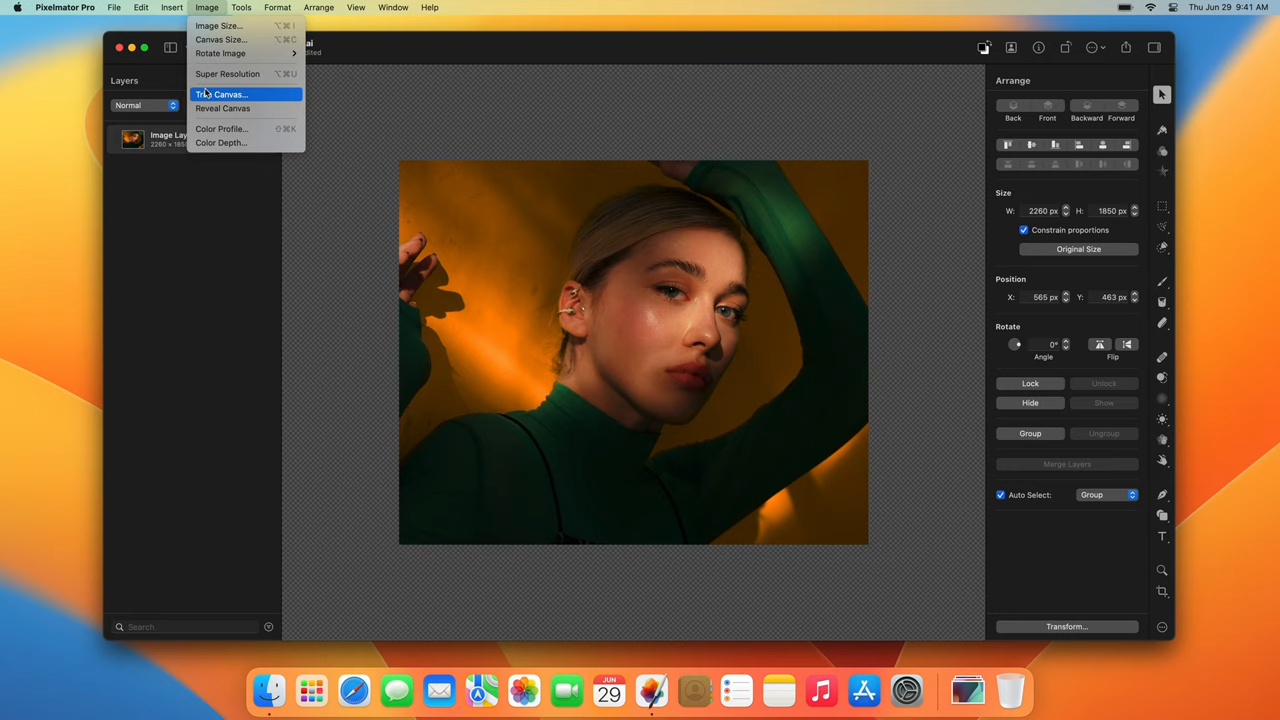 Pixelmator Pro File Edit Insert Image Tools Format Arrange View Window Help Thu Jun 29 9:41 AM
Image Size... ⌥⌘I
Canvas Size... ⌥⌘C
Rotate Image
Super Resolution ⌥⌘U
Canvas...
Reveal Canvas
Color Profile... ⇧⌘K
Color Depth...
Layers
Normal
Image
2260 ×
Search
Arrange
Back Front Backward Forward
Size
W: 2260 px H: 1850 px
Constrain proportions
Original Size
Position
X: 565 px Y: 463 px
Rotate
0°
Angle Flip
Lock Unlock
Hide Show
Group Ungroup
Merge Layers
Auto Select: Group
Transform...
JUN
29